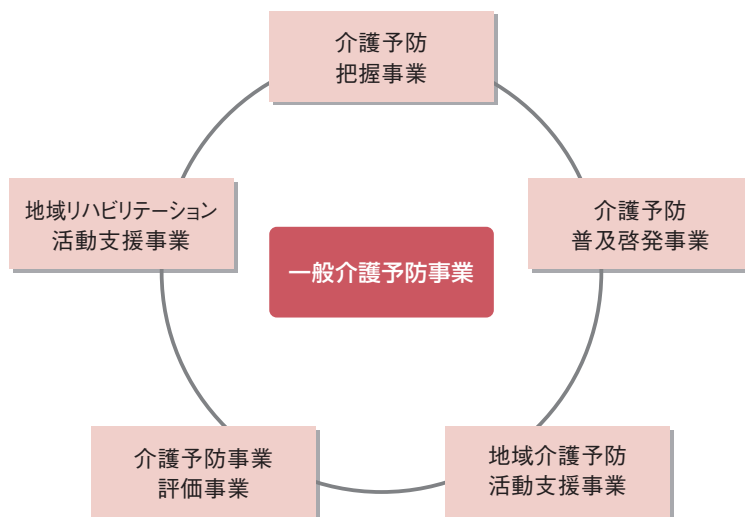 介護予防
把握事業
地域リハビリテーション
活動支援事業
介護予防
普及啓発事業
一般介護予防事業
介護予防事業
評価事業
地域介護予防
活動支援事業